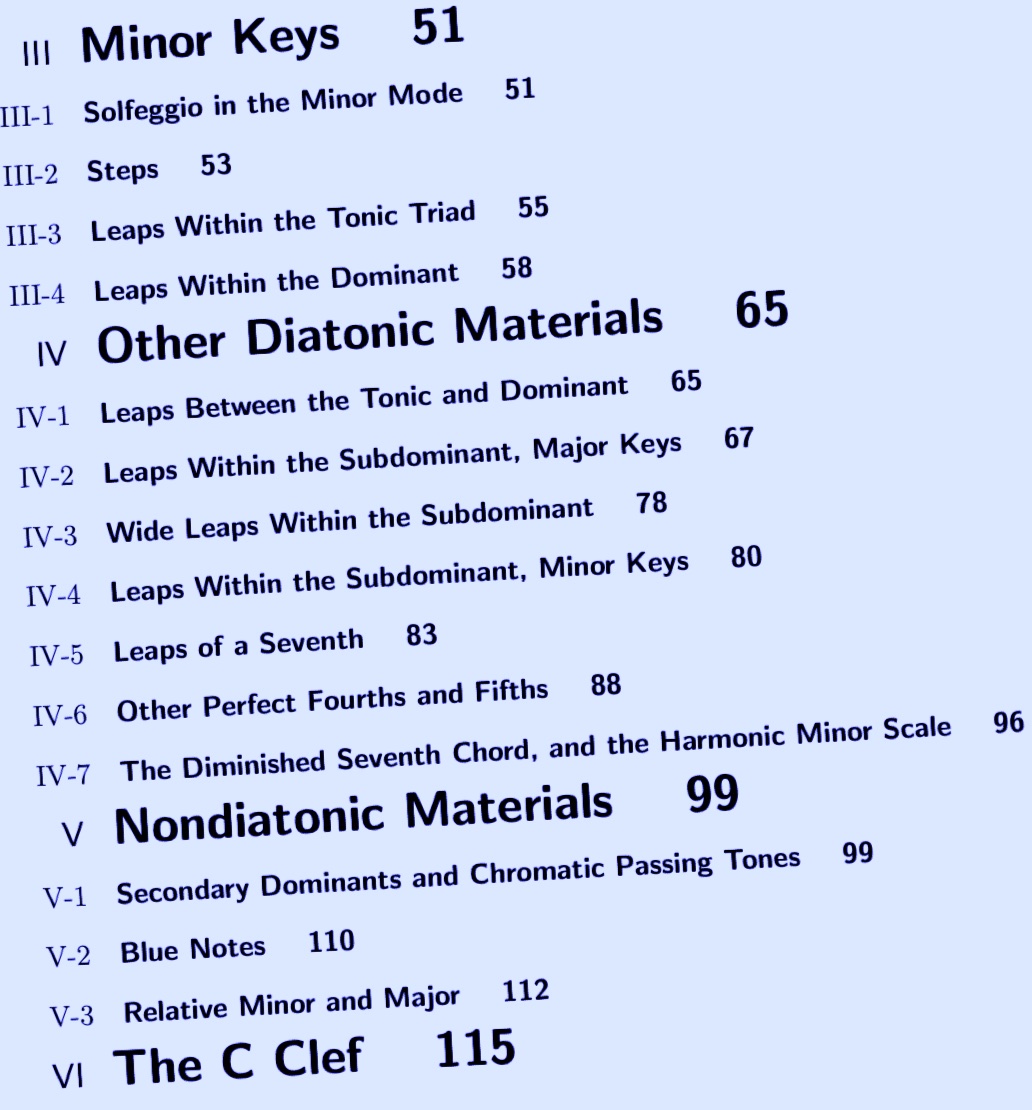 III Minor Keys 51
III-1 Solfeggio in the Minor Mode 51
III-2 Steps 53
III-3 Leaps Within the Tonic Triad 55
III-4 Leaps Within the Dominant 58
IV Other Diatonic Materials 65
IV-1 Leaps Between the Tonic and Dominant 65
IV-2 Leaps Within the Subdominant, Major Keys 67
IV-3 Wide Leaps Within the Subdominant 78
IV-4 Leaps Within the Subdominant, Minor Keys 80
IV-5 Leaps of a Seventh 83
IV-6 Other Perfect Fourths and Fifths 88
IV-7 The Diminished Seventh Chord, and the Harmonic Minor Scale 96
V Nondiatonic Materials 99
V-1 Secondary Dominants and Chromatic Passing Tones 99
V-2 Blue Notes 110
V-3 Relative Minor and Major 112
VI The C Clef 115